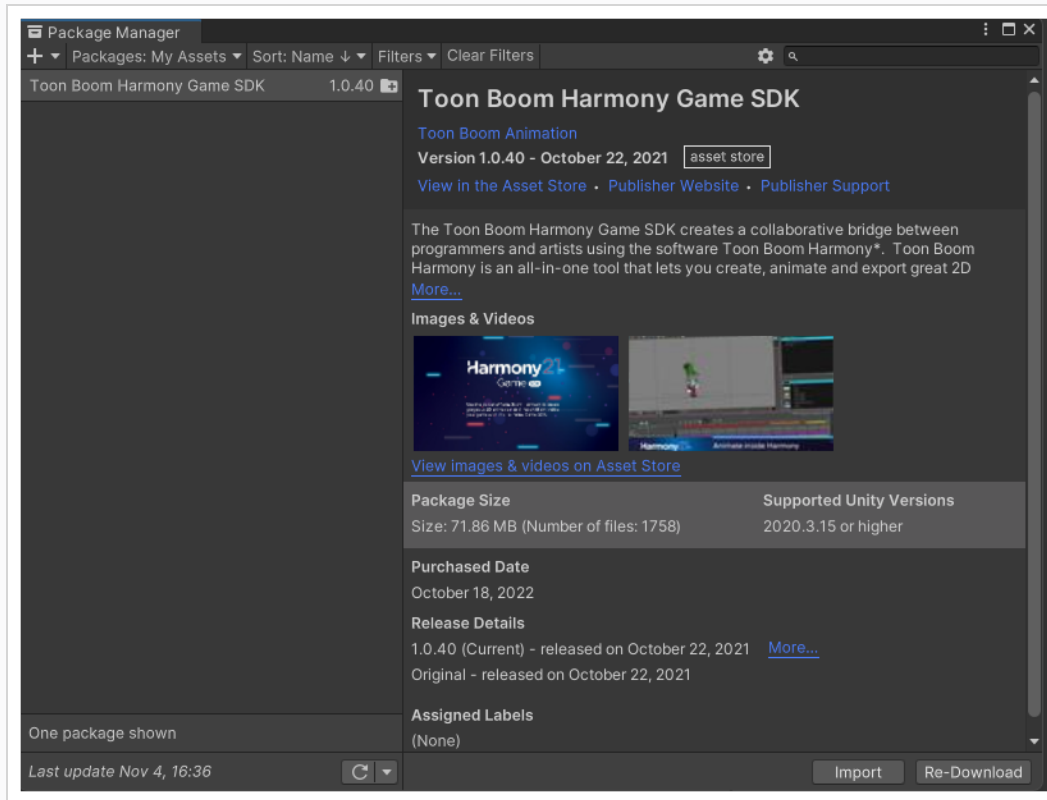 Package Manager
Packages: My Assets Sort: Name ↓ Filters Clear Filters
Toon Boom Harmony Game SDK 1.0.40
Toon Boom Harmony Game SDK
Toon Boom Animation
Version 1.0.40 - October 22, 2021 asset store
View in the Asset Store • Publisher Website • Publisher Support
The Toon Boom Harmony Game SDK creates a collaborative bridge between
programmers and artists using the software Toon Boom Harmony*. Toon Boom
Harmony is an all-in-one tool that lets you create, animate and export great 2D
More...
Images & Videos
Harmony 21
Game
Harmony Animate inside Harmony
View images & videos on Asset Store
Package Size Supported Unity Versions
Size: 71.86 MB (Number of files: 1758) 2020.3.15 or higher
Purchased Date
October 18, 2022
Release Details
1.0.40 (Current) - released on October 22, 2021 More...
Original - released on October 22, 2021
Assigned Labels
(None)
One package shown
Last update Nov 4, 16:36
Import Re-Download